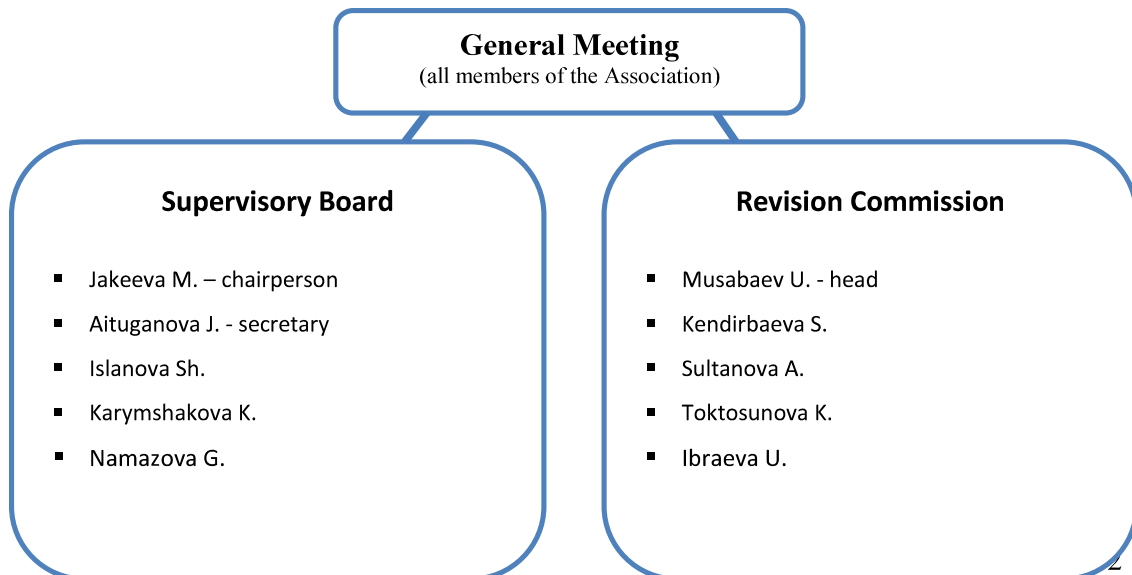 General Meeting
(all members of the Association)
Supervisory Board
▪ Jakeeva M. – chairperson
▪ Aituganova J. - secretary
▪ Islanova Sh.
▪ Karymshakova K.
▪ Namazova G.
Revision Commission
▪ Musabaev U. - head
▪ Kendirbaeva S.
▪ Sultanova A.
▪ Toktosunova K.
▪ Ibraeva U.
2